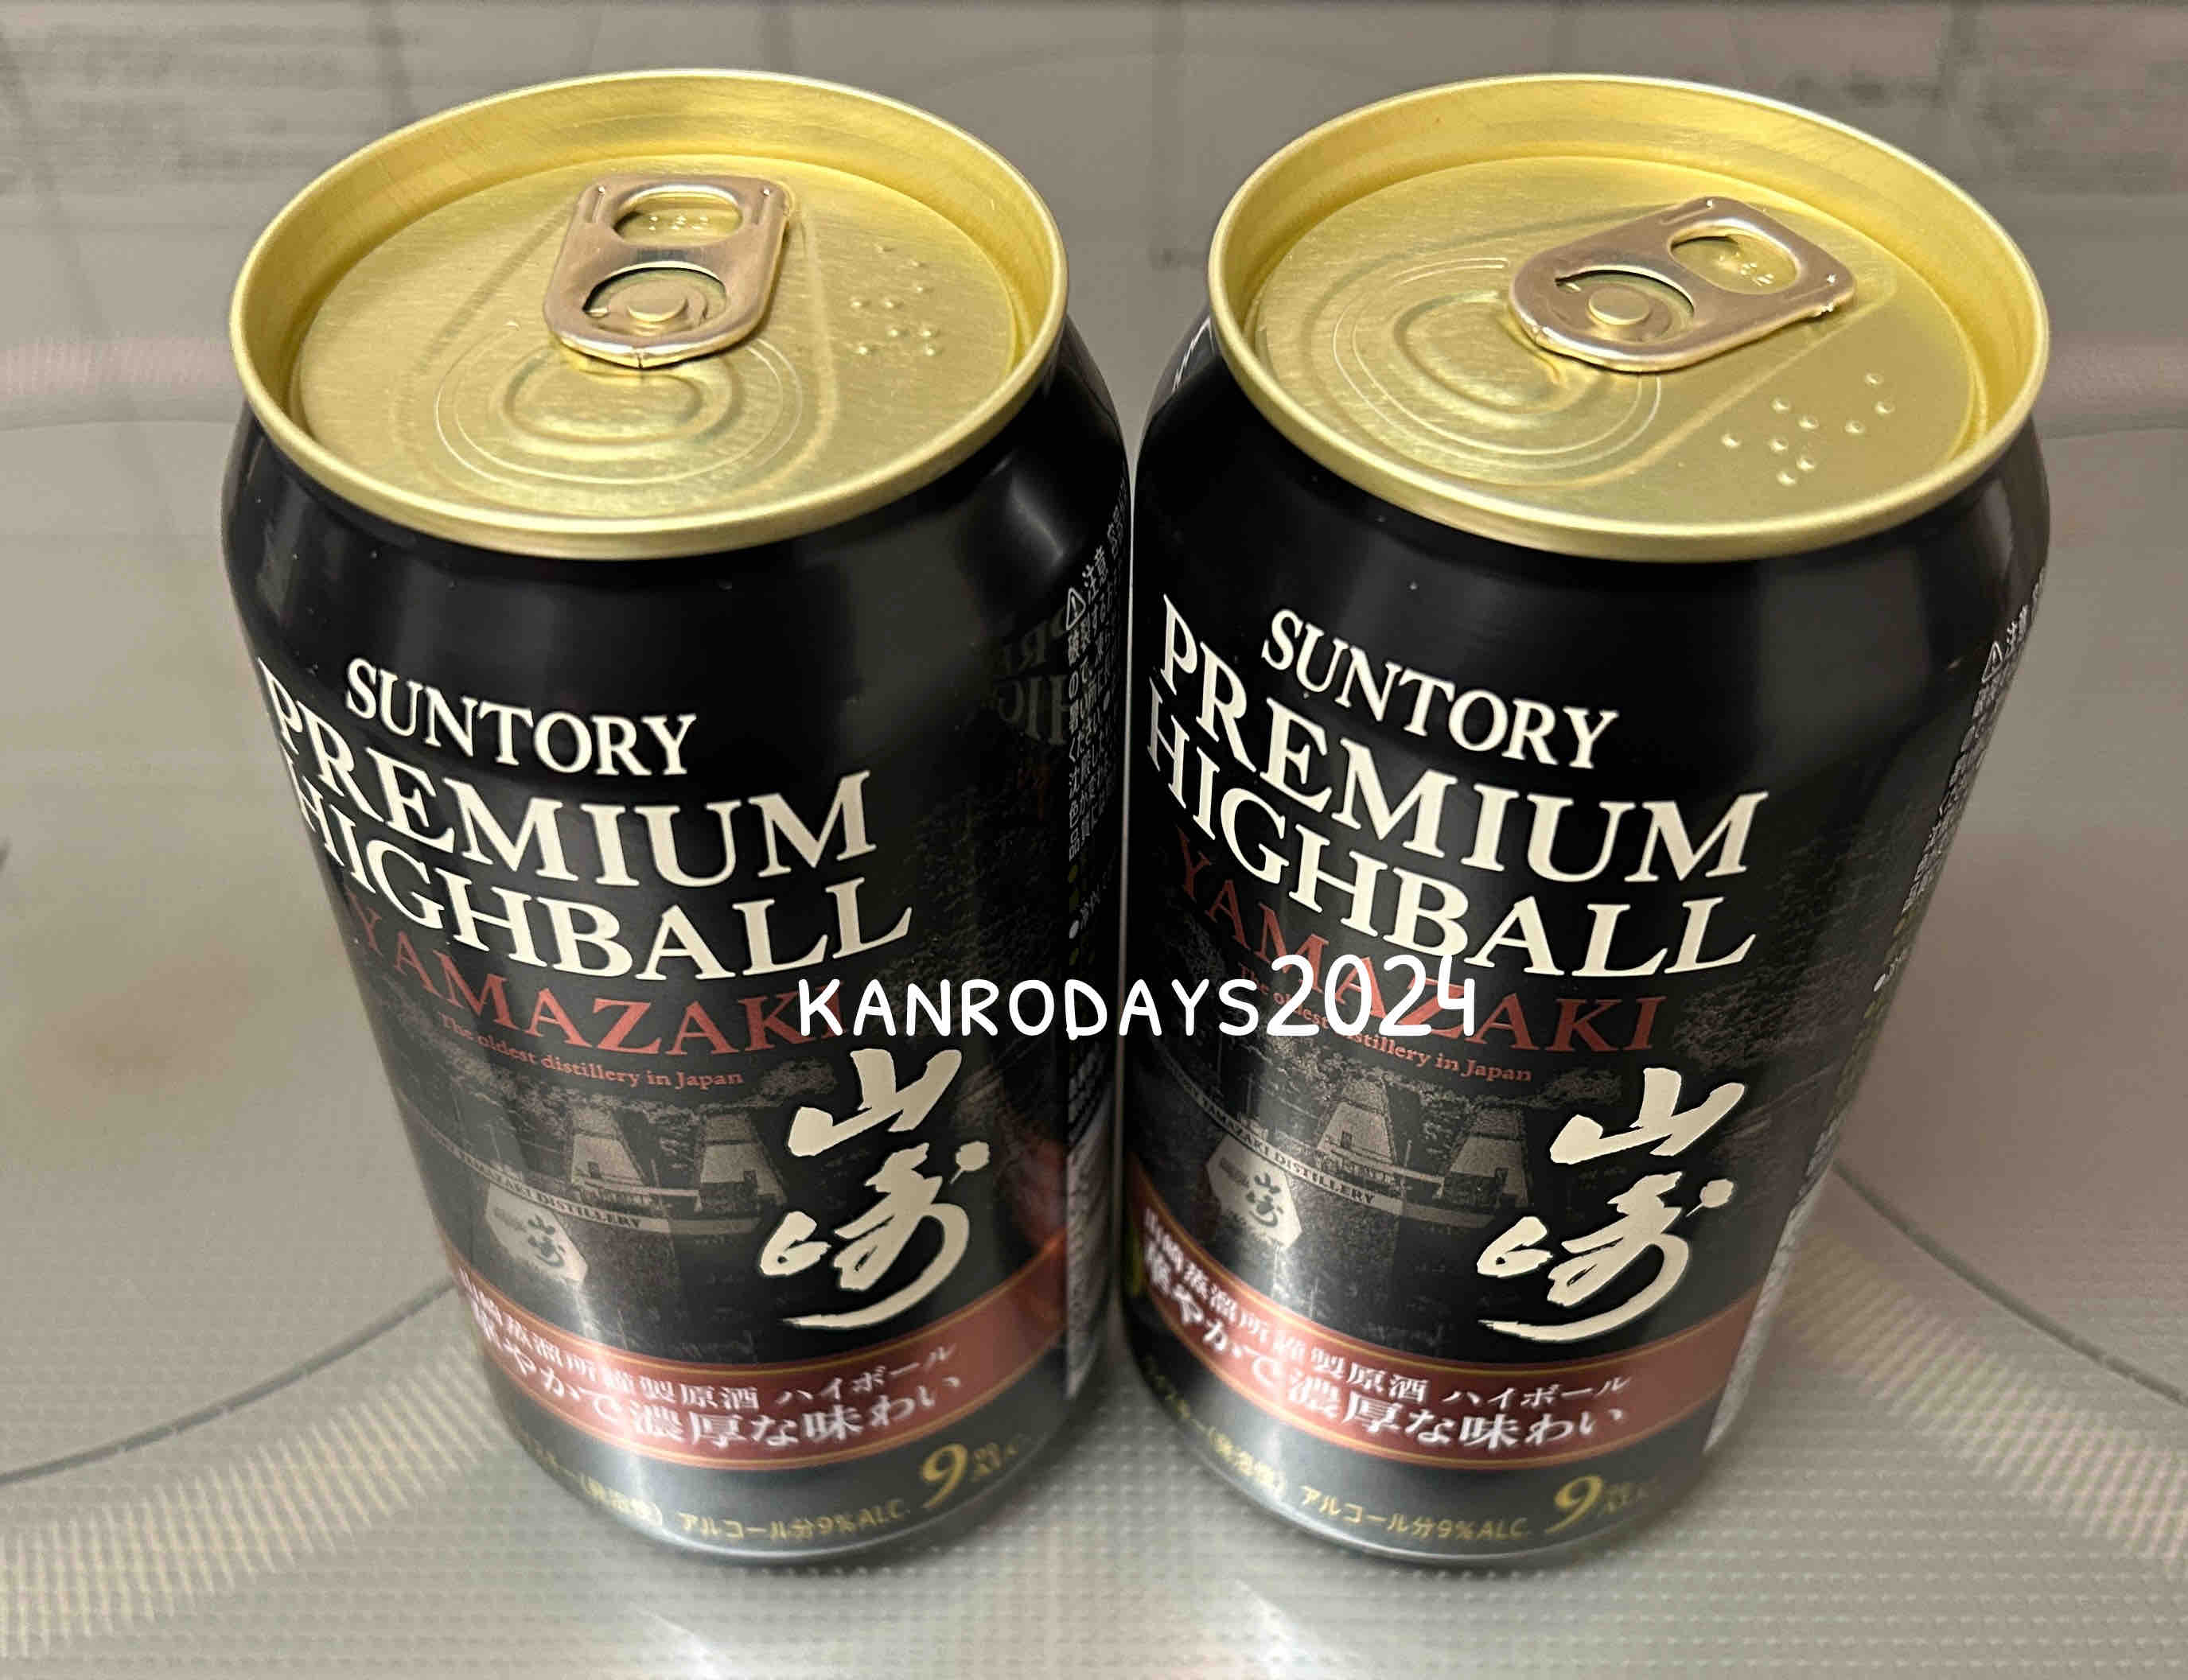 SUNTORY
PREMIUM
HIGHBALL
YAMAZAKI
The oldest distillery in Japan
山崎
YAMAZAKI DISTILLERY
山崎
山崎蒸溜所謹製原酒 ハイボール
華やかで濃厚な味わい
アルコール分9%ALC.
9
SUNTORY
PREMIUM
HIGHBALL
YAMAZAKI
distillery in Japan
山崎
YAMAZAKI DISTILLERY
山崎
山崎蒸溜所謹製原酒 ハイボール
華やかで濃厚な味わい
アルコール分9%ALC.
9
KANRODAYS2024